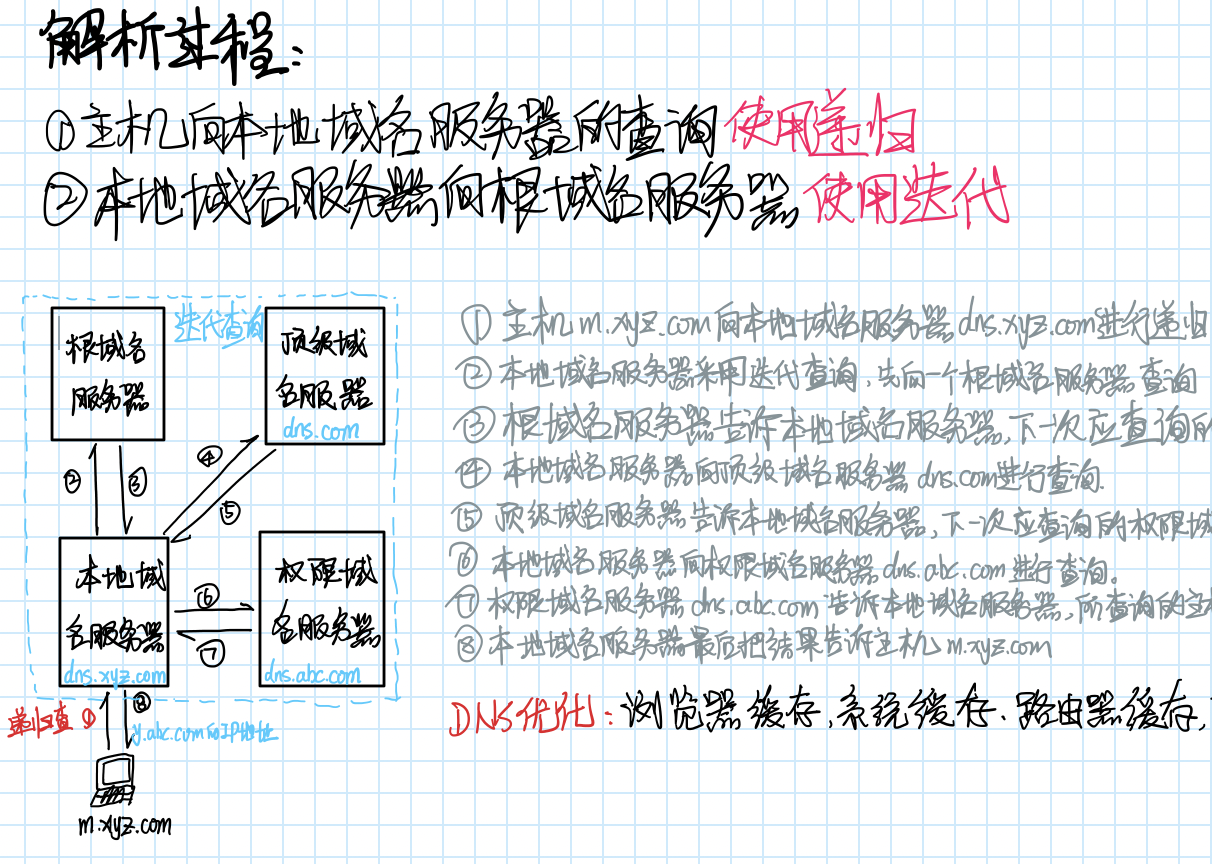 解析过程:
①主机向本地域名服务器的查询使用递归
②本地域名服务器向根域名服务器使用迭代
迭代查询
根域名
服务器
顶级域
名服务器
dns.com
②
③
④
⑤
本地域
名服务器
dns.xyz.com
⑥
⑦
权限域
名服务器
dns.abc.com
递归查①
⑧
y.abc.com的IP地址
m.xyz.com
① 主机m.xyz.com向本地域名服务器dns.xyz.com进行递归
② 本地域名服务器采用迭代查询,先向一个根域名服务器查询
③ 根域名服务器告诉本地域名服务器,下一次应查询的
④ 本地域名服务器向顶级域名服务器dns.com进行查询.
⑤ 顶级域名服务器告诉本地域名服务器,下一次应查询的权限域
⑥ 本地域名服务器向权限域名服务器dns.abc.com进行查询。
⑦ 权限域名服务器dns.abc.com告诉本地域名服务器,所查询的主
⑧ 本地域名服务器最后把结果告诉主机m.xyz.com
DNS优化:浏览器缓存,系统缓存.路由器缓存,